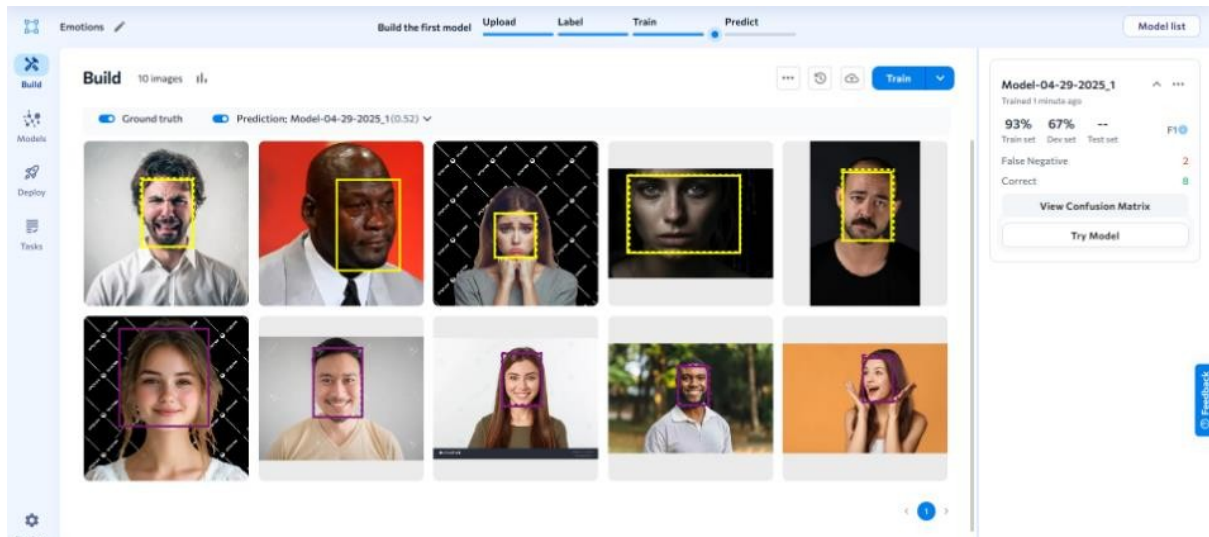 Emotions
Build the first model
Upload
Label
Train
Predict
Model list
Build
Models
Deploy
Tasks
Build 10 images
Train
Ground truth
Prediction: Model-04-29-2025_1(0.52)
Model-04-29-2025_1
Trained 1 minute ago
93% 67% --
Train set Dev set Test set
F1
False Negative 2
Correct 8
View Confusion Matrix
Try Model
Feedback
1